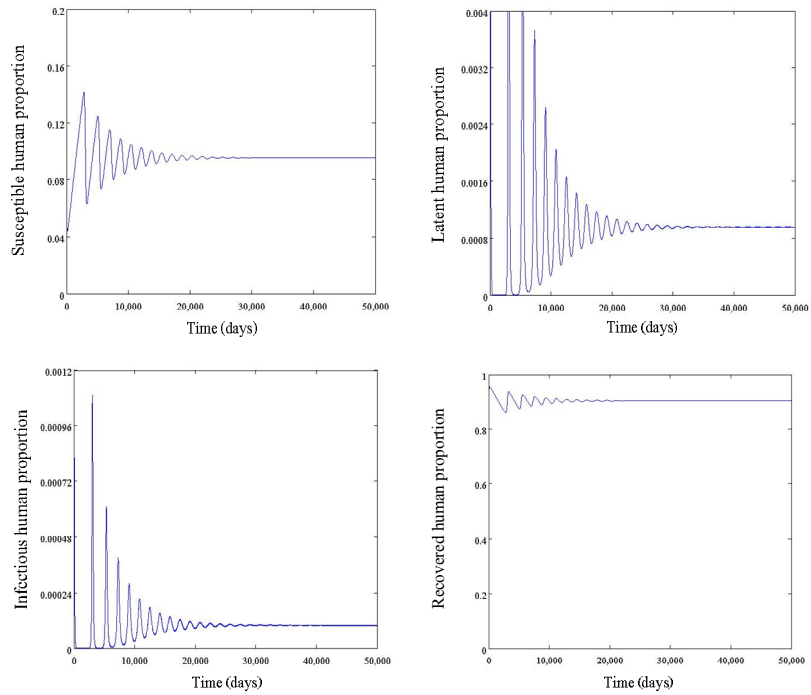 0.2
0.16
0.12
0.08
0.04
0
Susceptible human proportion
0 10,000 20,000 30,000 40,000 50,000
Time (days)
0.004
0.0032
0.0024
0.0016
0.0008
0
Latent human proportion
0 10,000 20,000 30,000 40,000 50,000
Time (days)
0.0012
0.00096
0.00072
0.00048
0.00024
0
Infectious human proportion
0 10,000 20,000 30,000 40,000 50,000
Time (days)
1
0.8
0.6
0.4
0.2
0
Recovered human proportion
0 10,000 20,000 30,000 40,000 50,000
Time (days)